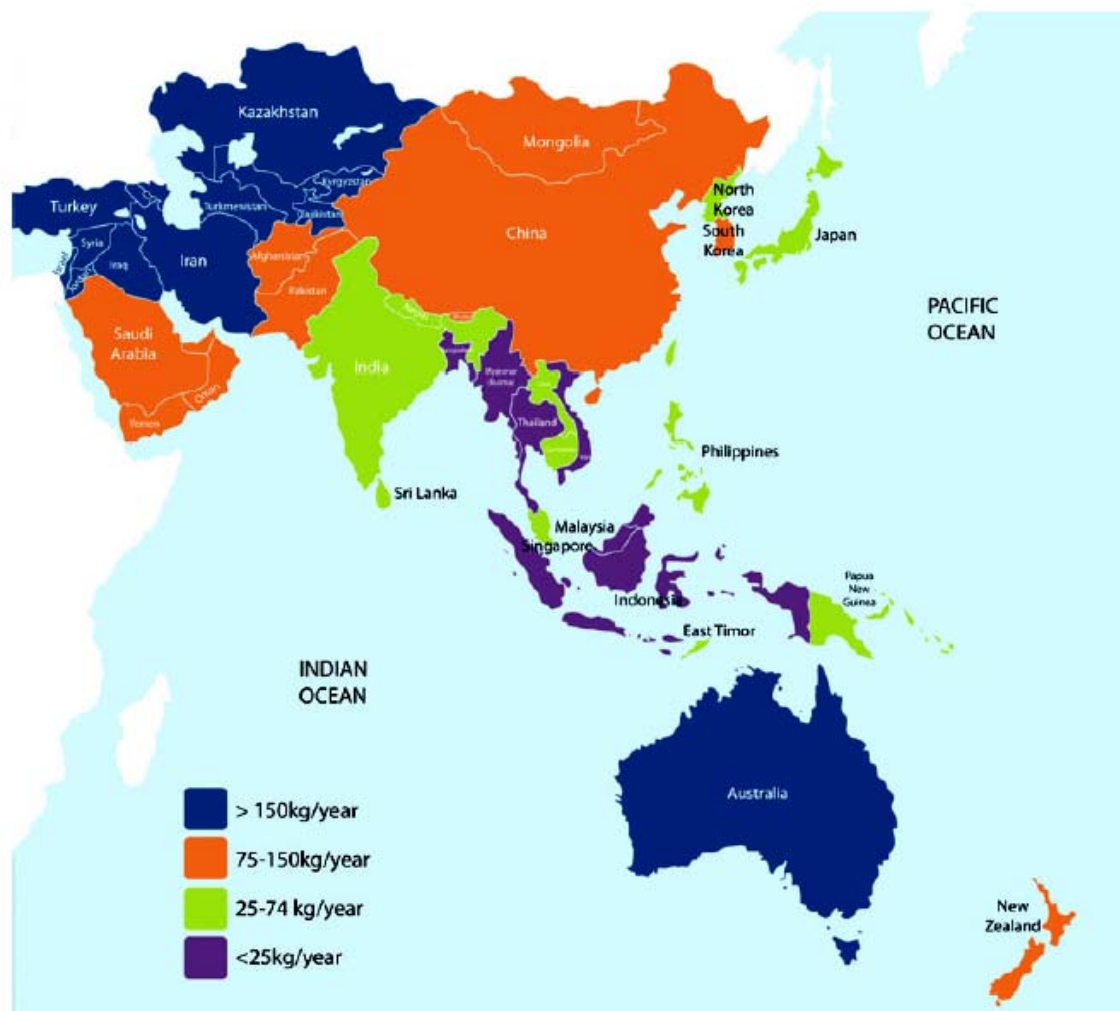 Kazakhstan
Mongolia
Kyrgyzstan
Turkmenistan
Tajikistan
Turkey
North
Korea
South
Korea
Japan
China
Syria
Israel
Iraq
Iran
Afghanistan
Pakistan
PACIFIC
OCEAN
Saudi
Arabia
Oman
Yemen
India
Myanmar
Thailand
Philippines
Sri Lanka
Malaysia
Singapore
Indonesia
Papua
New
Guinea
East Timor
INDIAN
OCEAN
Australia
> 150kg/year
75-150kg/year
25-74 kg/year
<25kg/year
New
Zealand